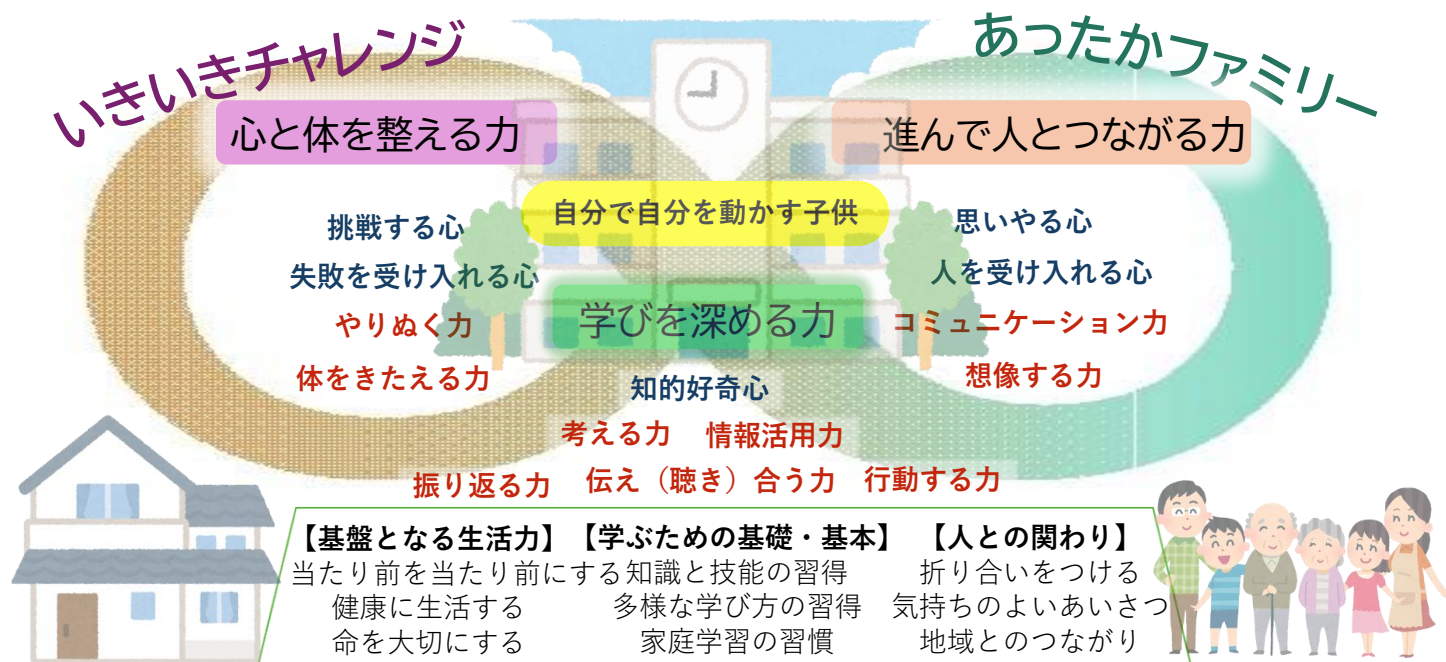 いきいきチャレンジ
あったかファミリー
心と体を整える力
進んで人とつながる力
自分で自分を動かす子供
挑戦する心
失敗を受け入れる心
やりぬく力
体をきたえる力
思いやる心
人を受け入れる心
コミュニケーション力
想像する力
学びを深める力
知的好奇心
考える力 情報活用力
振り返る力 伝え（聴き）合う力 行動する力
【基盤となる生活力】
当たり前を当たり前にする
健康に生活する
命を大切にする
【学ぶための基礎・基本】
知識と技能の習得
多様な学び方の習得
家庭学習の習慣
【人との関わり】
折り合いをつける
気持ちのよいあいさつ
地域とのつながり